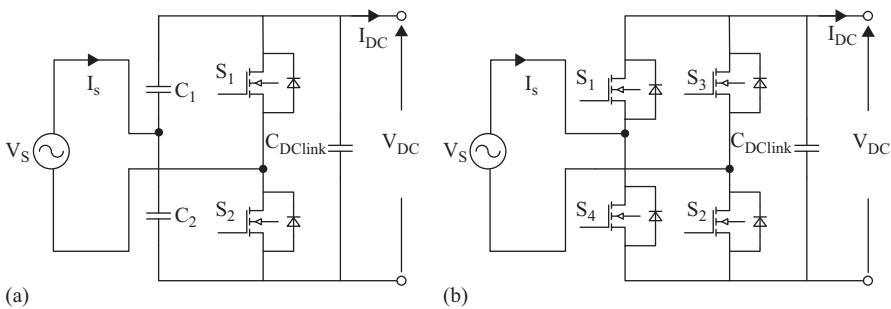 I_DC
S_1
I_s
C_1
V_S
C_DClink
V_DC
C_2
S_2
(a)
I_DC
S_1
S_3
I_s
V_S
C_DClink
V_DC
S_4
S_2
(b)